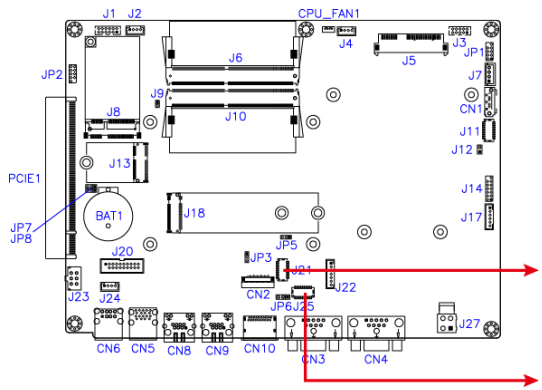 CPU_FAN1
J1 J2 J4 J3
JP2 J6 J5 JP1
J7
J9 CN1
J8 J10 J11
J12
J13
PCIE1 J14
BAT1 J18 J17
JP7
JP8
JP5
J20 JP3 J21
J23 J24 CN2 J22
JP6 J25
J27
CN6 CN5 CN8 CN9 CN10 CN3 CN4